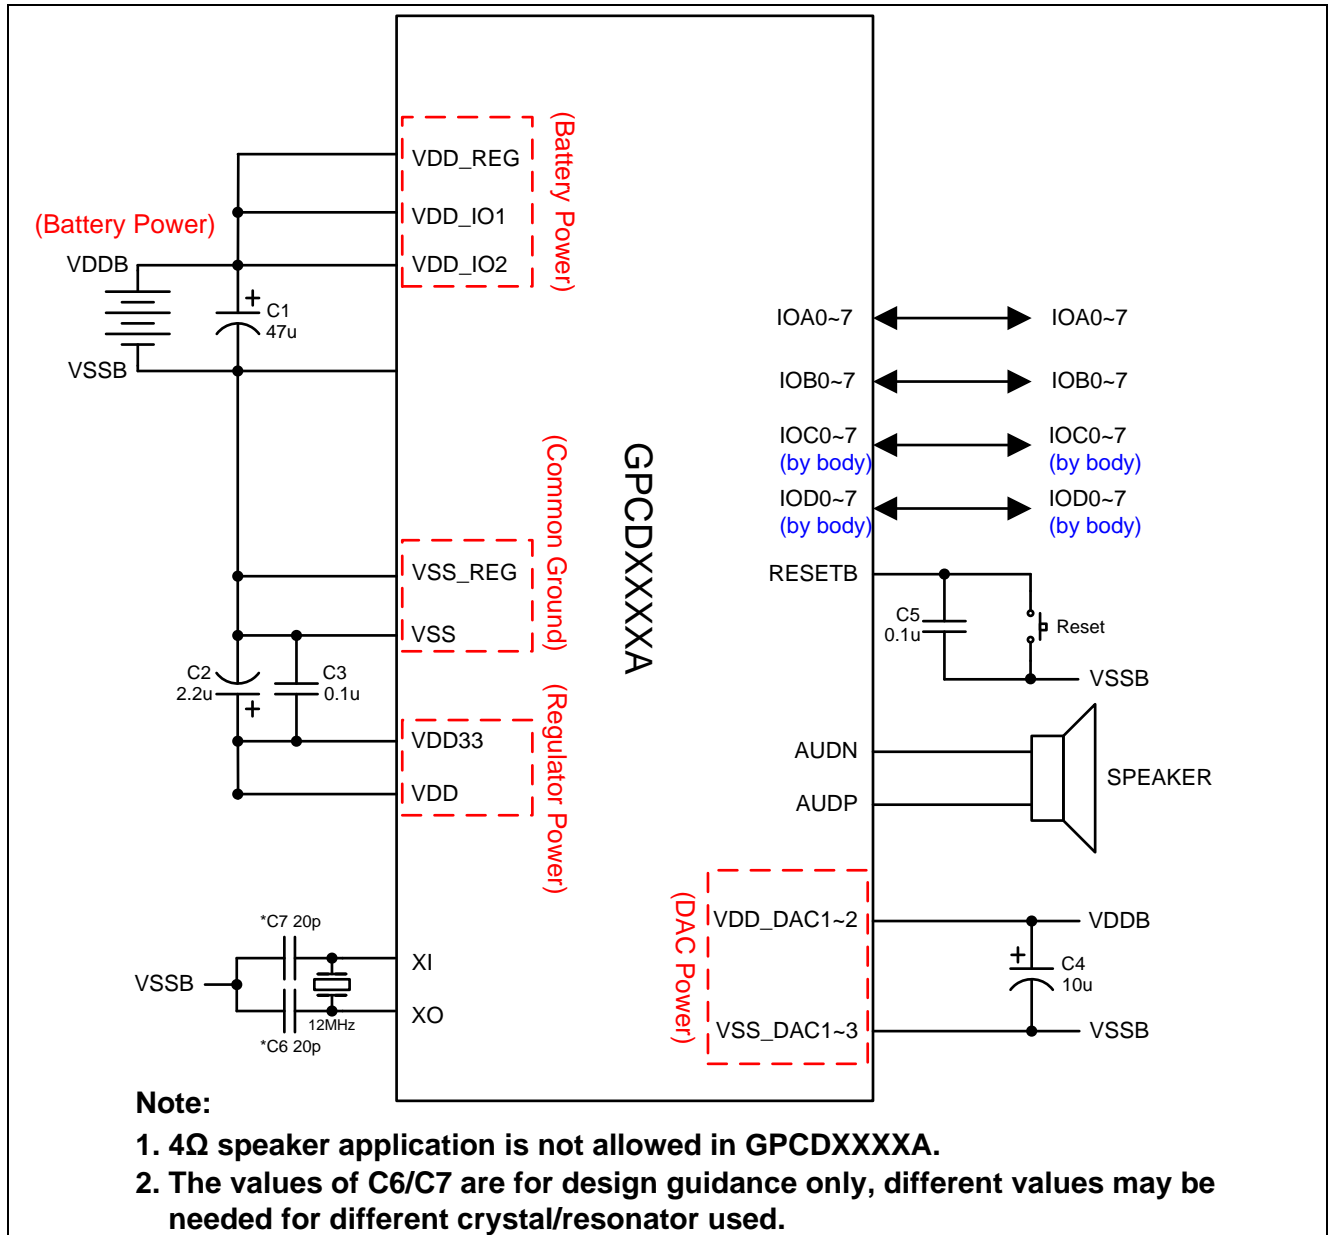 (Battery Power)
VDD_REG
VDD_IO1
VDD_IO2
(Battery Power)
VDDB
C1
47u
VSSB
IOA0~7
IOA0~7
IOB0~7
IOB0~7
IOC0~7
(by body)
IOC0~7
(by body)
IOD0~7
(by body)
IOD0~7
(by body)
GPCDXXXXA
(Common Ground)
VSS_REG
VSS
RESETB
C5
0.1u
Reset
VSSB
C2
2.2u
C3
0.1u
(Regulator Power)
VDD33
VDD
AUDN
AUDP
SPEAKER
(DAC Power)
VDD_DAC1~2
VDDB
C4
10u
VSS_DAC1~3
VSSB
*C7 20p
XI
VSSB
XO
12MHz
*C6 20p
Note:
1. 4Ω speaker application is not allowed in GPCDXXXXA.
2. The values of C6/C7 are for design guidance only, different values may be
needed for different crystal/resonator used.